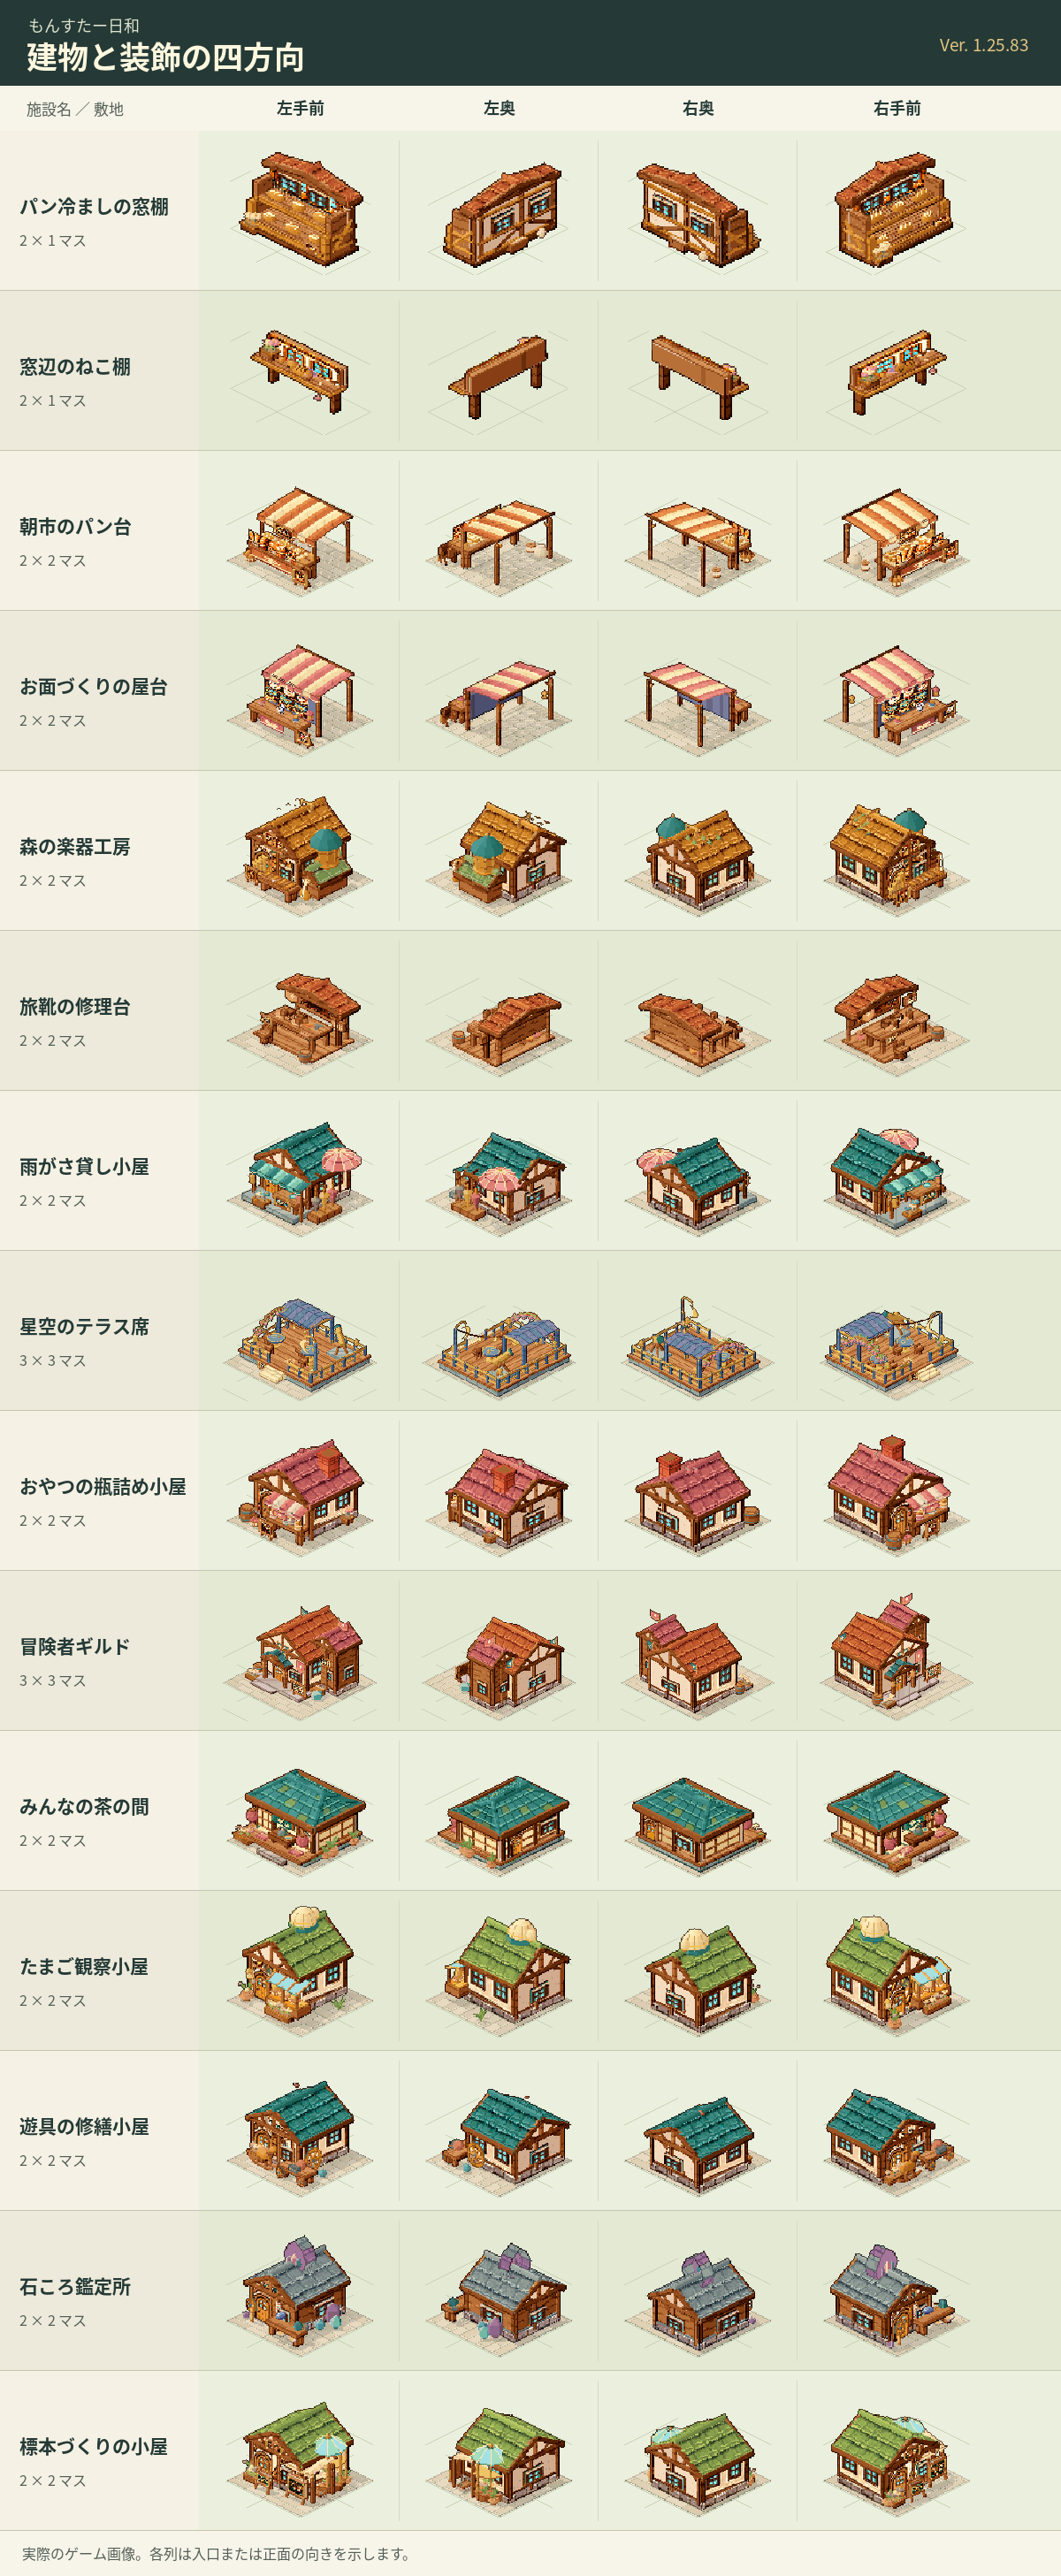 もんすたー日和
建物と装飾の四方向
Ver. 1.25.83
施設名 ／ 敷地 左手前 左奥 右奥 右手前
パン冷ましの窓棚
2 × 1 マス
窓辺のねこ棚
2 × 1 マス
朝市のパン台
2 × 2 マス
お面づくりの屋台
2 × 2 マス
森の楽器工房
2 × 2 マス
旅靴の修理台
2 × 2 マス
雨がさ貸し小屋
2 × 2 マス
星空のテラス席
3 × 3 マス
おやつの瓶詰め小屋
2 × 2 マス
冒険者ギルド
3 × 3 マス
みんなの茶の間
2 × 2 マス
たまご観察小屋
2 × 2 マス
遊具の修繕小屋
2 × 2 マス
石ころ鑑定所
2 × 2 マス
標本づくりの小屋
2 × 2 マス
実際のゲーム画像。各列は入口または正面の向きを示します。